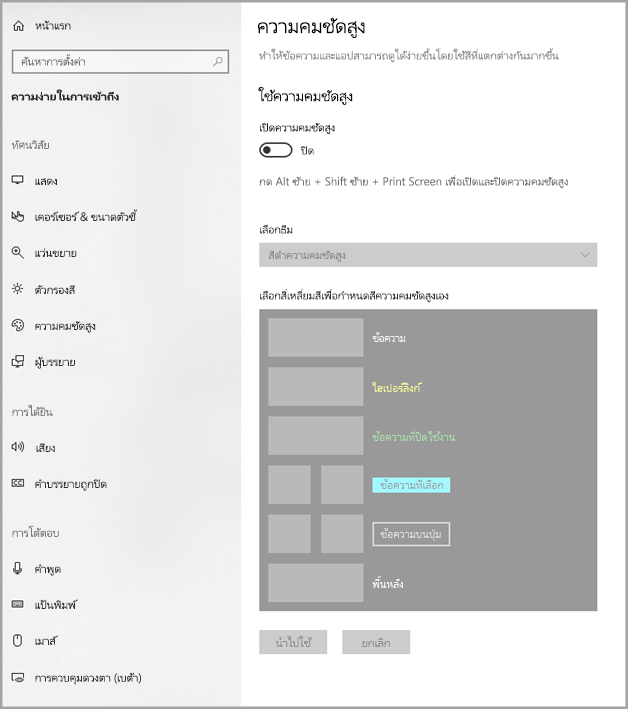 หน้าแรก
ค้นหาการตั้งค่า
ความง่ายในการเข้าถึง
ทัศนวิสัย
แสดง
เคอร์เซอร์ & ขนาดตัวชี้
แว่นขยาย
ตัวกรองสี
ความคมชัดสูง
ผู้บรรยาย
การได้ยิน
เสียง
คำบรรยายถูกปิด
การโต้ตอบ
คำพูด
แป้นพิมพ์
เมาส์
การควบคุมดวงตา (เบต้า)
ความคมชัดสูง
ทำให้ข้อความและแอปสามารถดูได้ง่ายขึ้นโดยใช้สีที่แตกต่างกันมากขึ้น
ใช้ความคมชัดสูง
เปิดความคมชัดสูง
ปิด
กด Alt ซ้าย + Shift ซ้าย + Print Screen เพื่อเปิดและปิดความคมชัดสูง
เลือกธีม
สีดำความคมชัดสูง
เลือกสี่เหลี่ยมสีเพื่อกำหนดสีความคมชัดสูงเอง
ข้อความ
ไฮเปอร์ลิงก์
ข้อความที่ปิดใช้งาน
ข้อความที่เลือก
ข้อความบนปุ่ม
พื้นหลัง
นำไปใช้
ยกเลิก